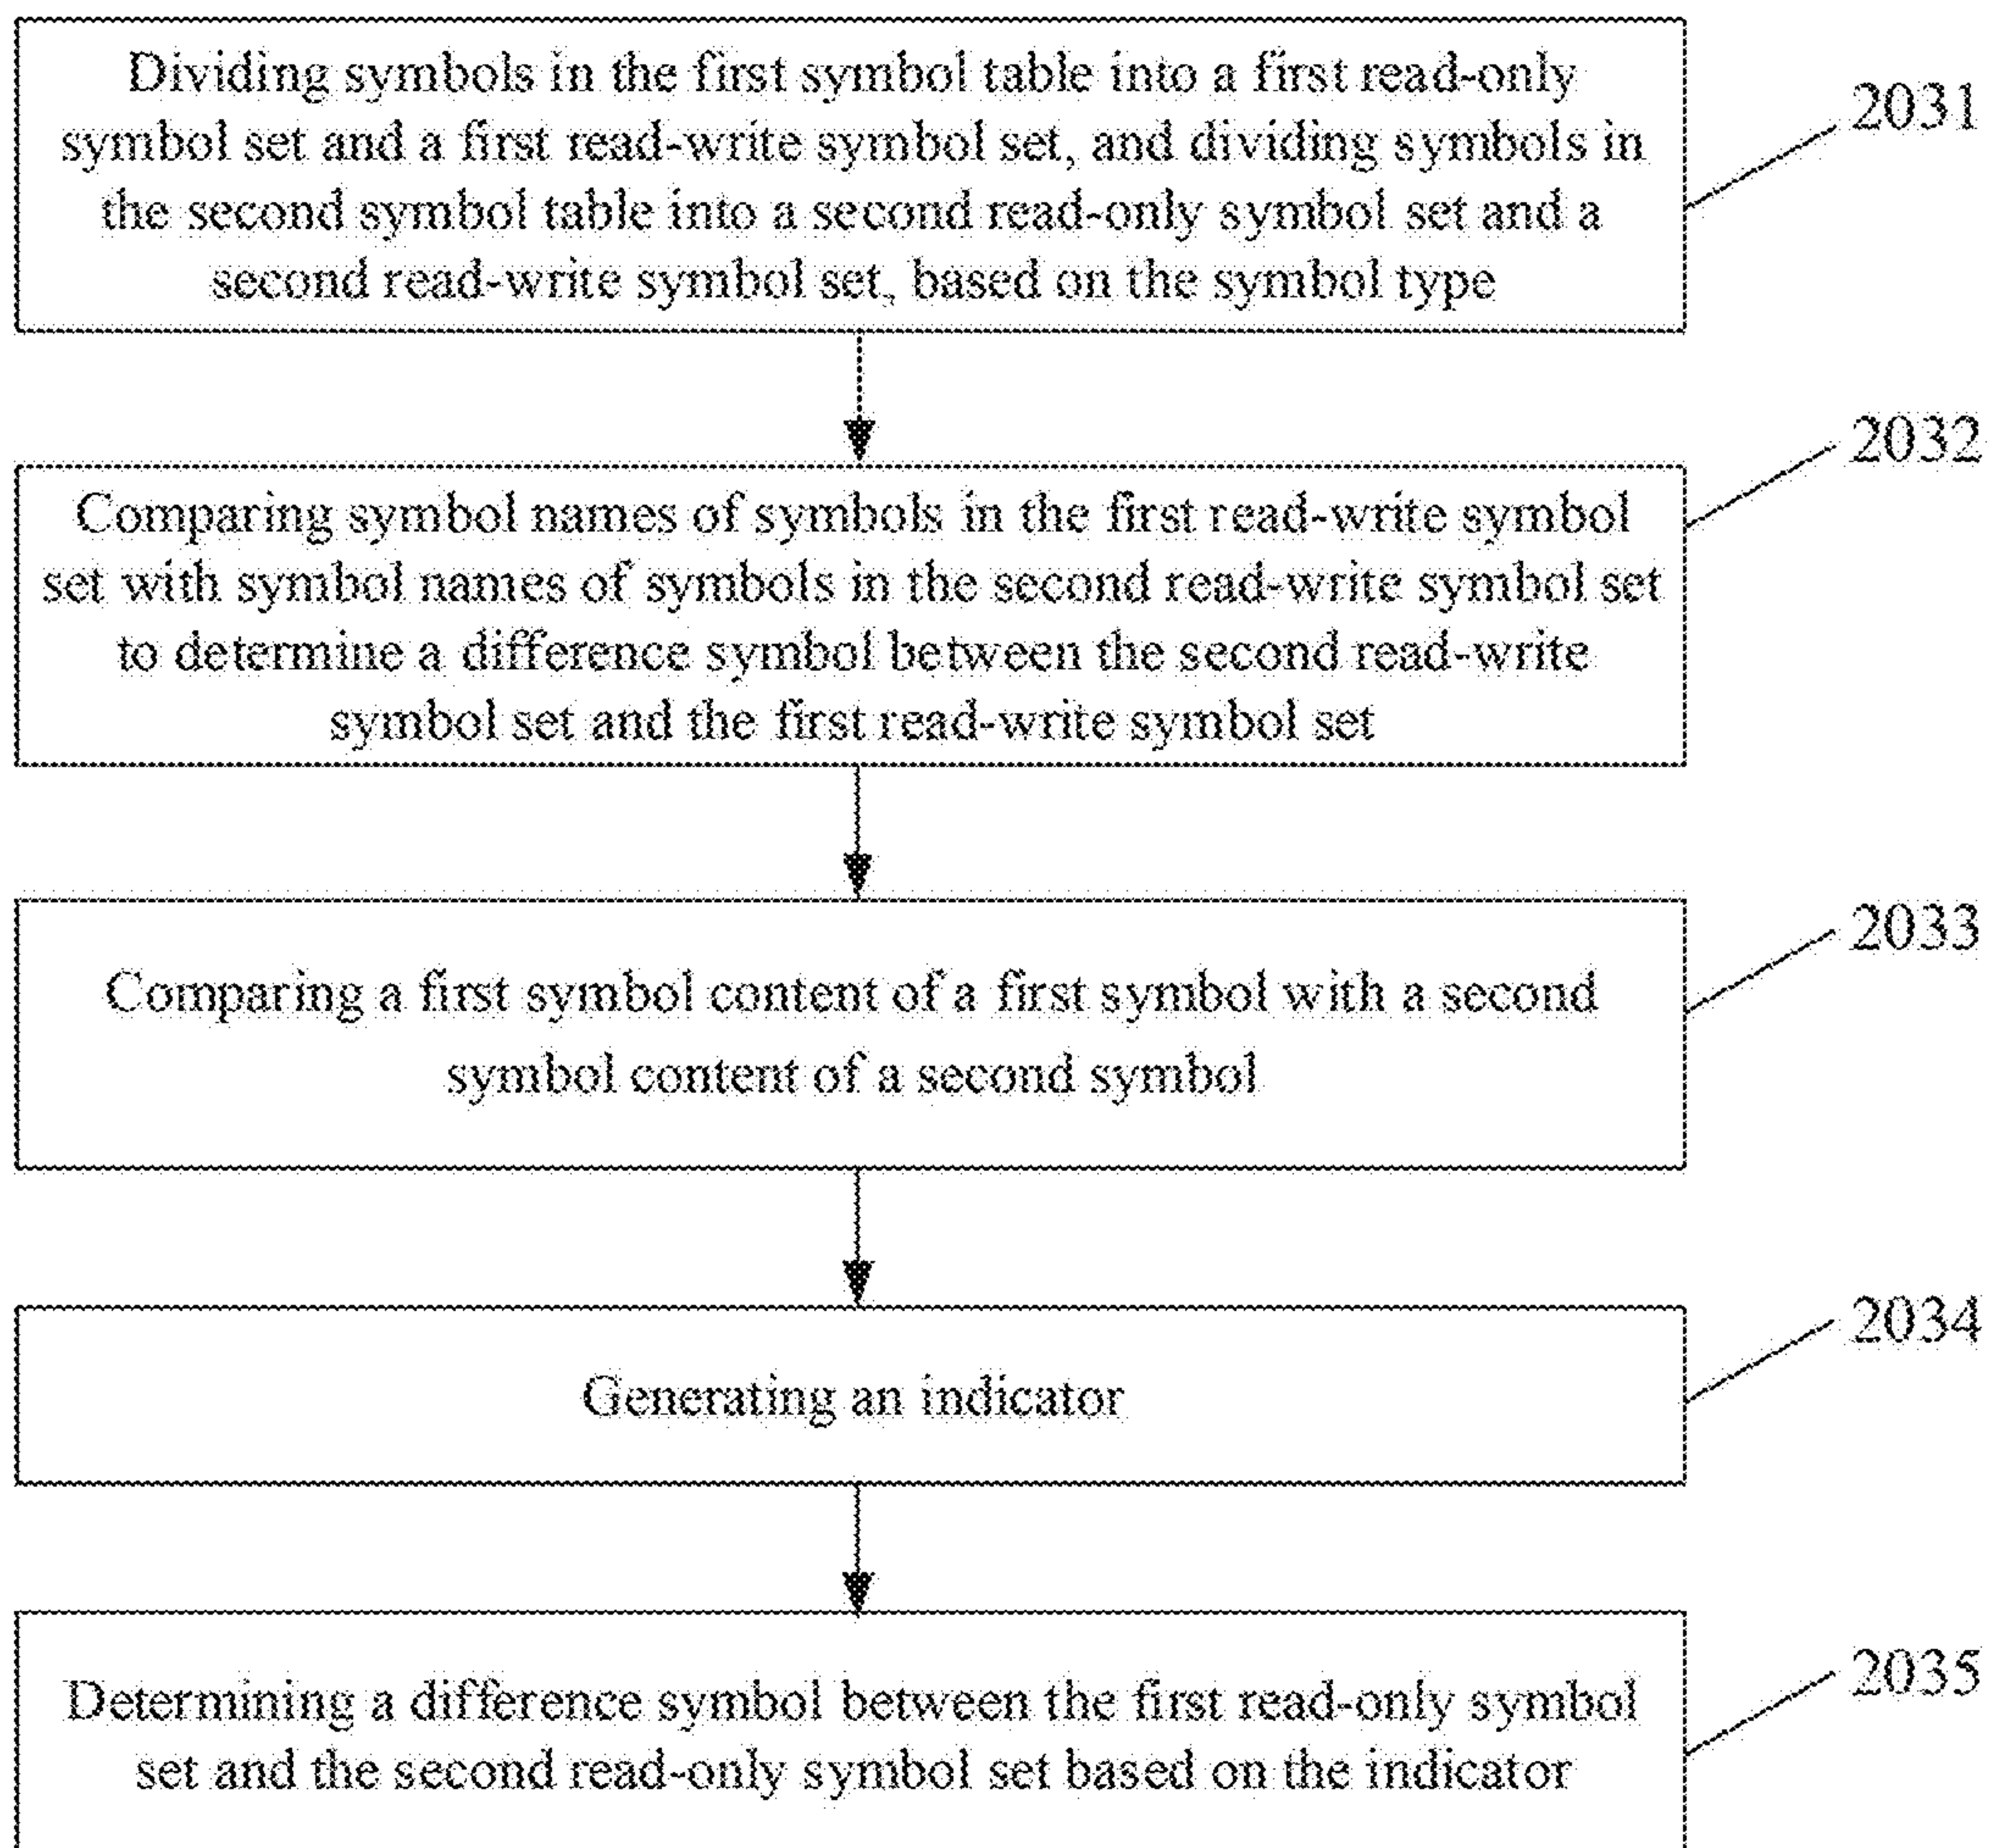 Dividing symbols in the first symbol table into a first read-only
symbol set and a first read-write symbol set, and dividing symbols in
the second symbol table into a second read-only symbol set and a
second read-write symbol set, based on the symbol type
2031
Comparing symbol names of symbols in the first read-write symbol
set with symbol names of symbols in the second read-write symbol set
to determine a difference symbol between the second read-write
symbol set and the first read-write symbol set
2032
Comparing a first symbol content of a first symbol with a second
symbol content of a second symbol
2033
Generating an indicator
2034
Determining a difference symbol between the first read-only symbol
set and the second read-only symbol set based on the indicator
2035